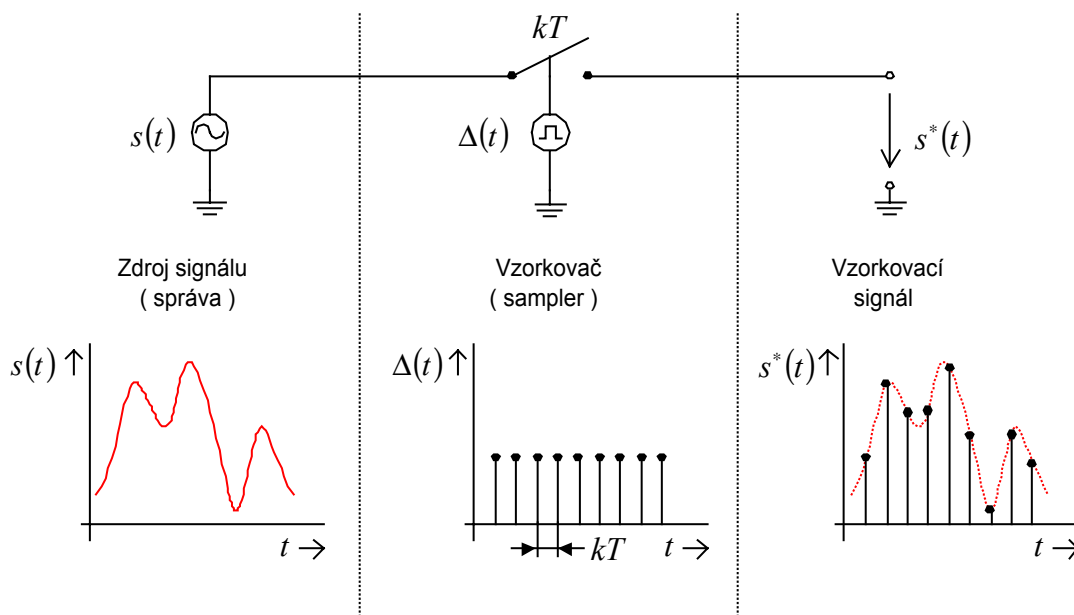 kT
s(t)
Δ(t)
s*(t)
Zdroj signálu
( správa )
Vzorkovač
( sampler )
Vzorkovací
signál
s(t) ↑
Δ(t) ↑
s*(t) ↑
t →
kT
t →
t →